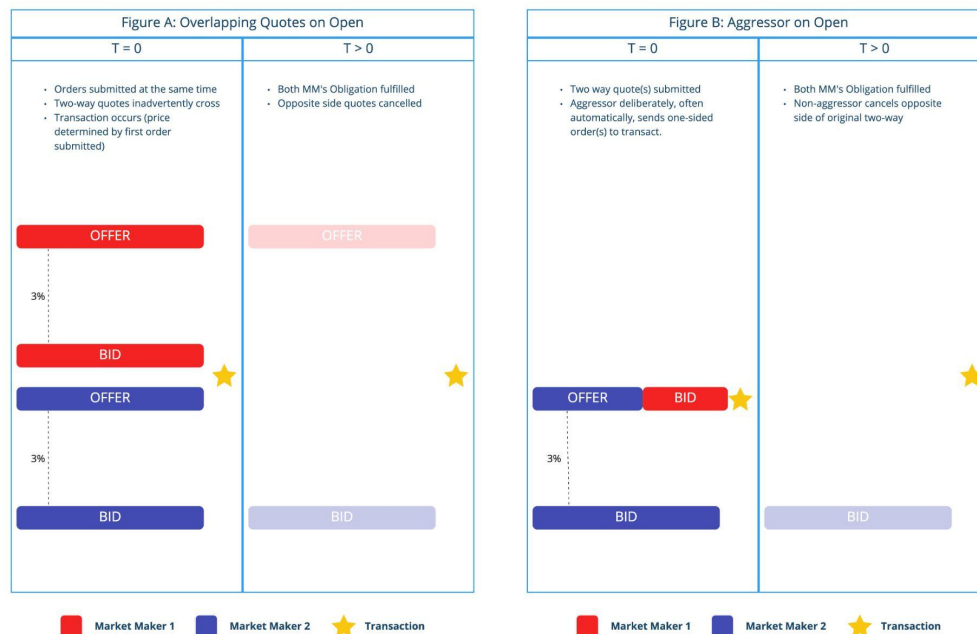 Figure A: Overlapping Quotes on Open
T = 0
T > 0
• Orders submitted at the same time
• Two-way quotes inadvertently cross
• Transaction occurs (price
determined by first order
submitted)
• Both MM's Obligation fulfilled
• Opposite side quotes cancelled
OFFER
OFFER
3%
BID
OFFER
3%
BID
BID
Market Maker 1
Market Maker 2
Transaction
Figure B: Aggressor on Open
T = 0
T > 0
• Two way quote(s) submitted
• Aggressor deliberately, often
automatically, sends one-sided
order(s) to transact.
• Both MM's Obligation fulfilled
• Non-aggressor cancels opposite
side of original two-way
OFFER
BID
3%
BID
BID
Market Maker 1
Market Maker 2
Transaction